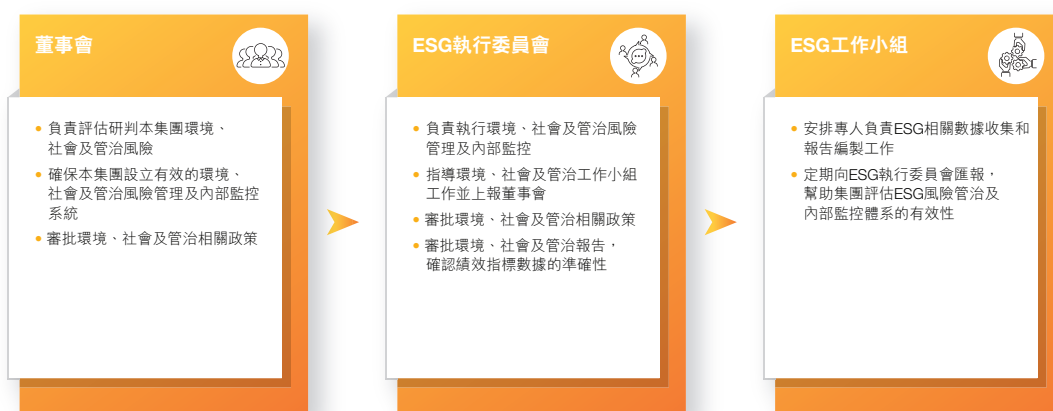 董事會
• 負責評估研判本集團環境、
社會及管治風險
• 確保本集團設立有效的環境、
社會及管治風險管理及內部監控
系統
• 審批環境、社會及管治相關政策
ESG執行委員會
• 負責執行環境、社會及管治風險
管理及內部監控
• 指導環境、社會及管治工作小組
工作並上報董事會
• 審批環境、社會及管治相關政策
• 審批環境、社會及管治報告，
確認績效指標數據的準確性
ESG工作小組
• 安排專人負責ESG相關數據收集和
報告編製工作
• 定期向ESG執行委員會匯報，
幫助集團評估ESG風險管治及
內部監控體系的有效性